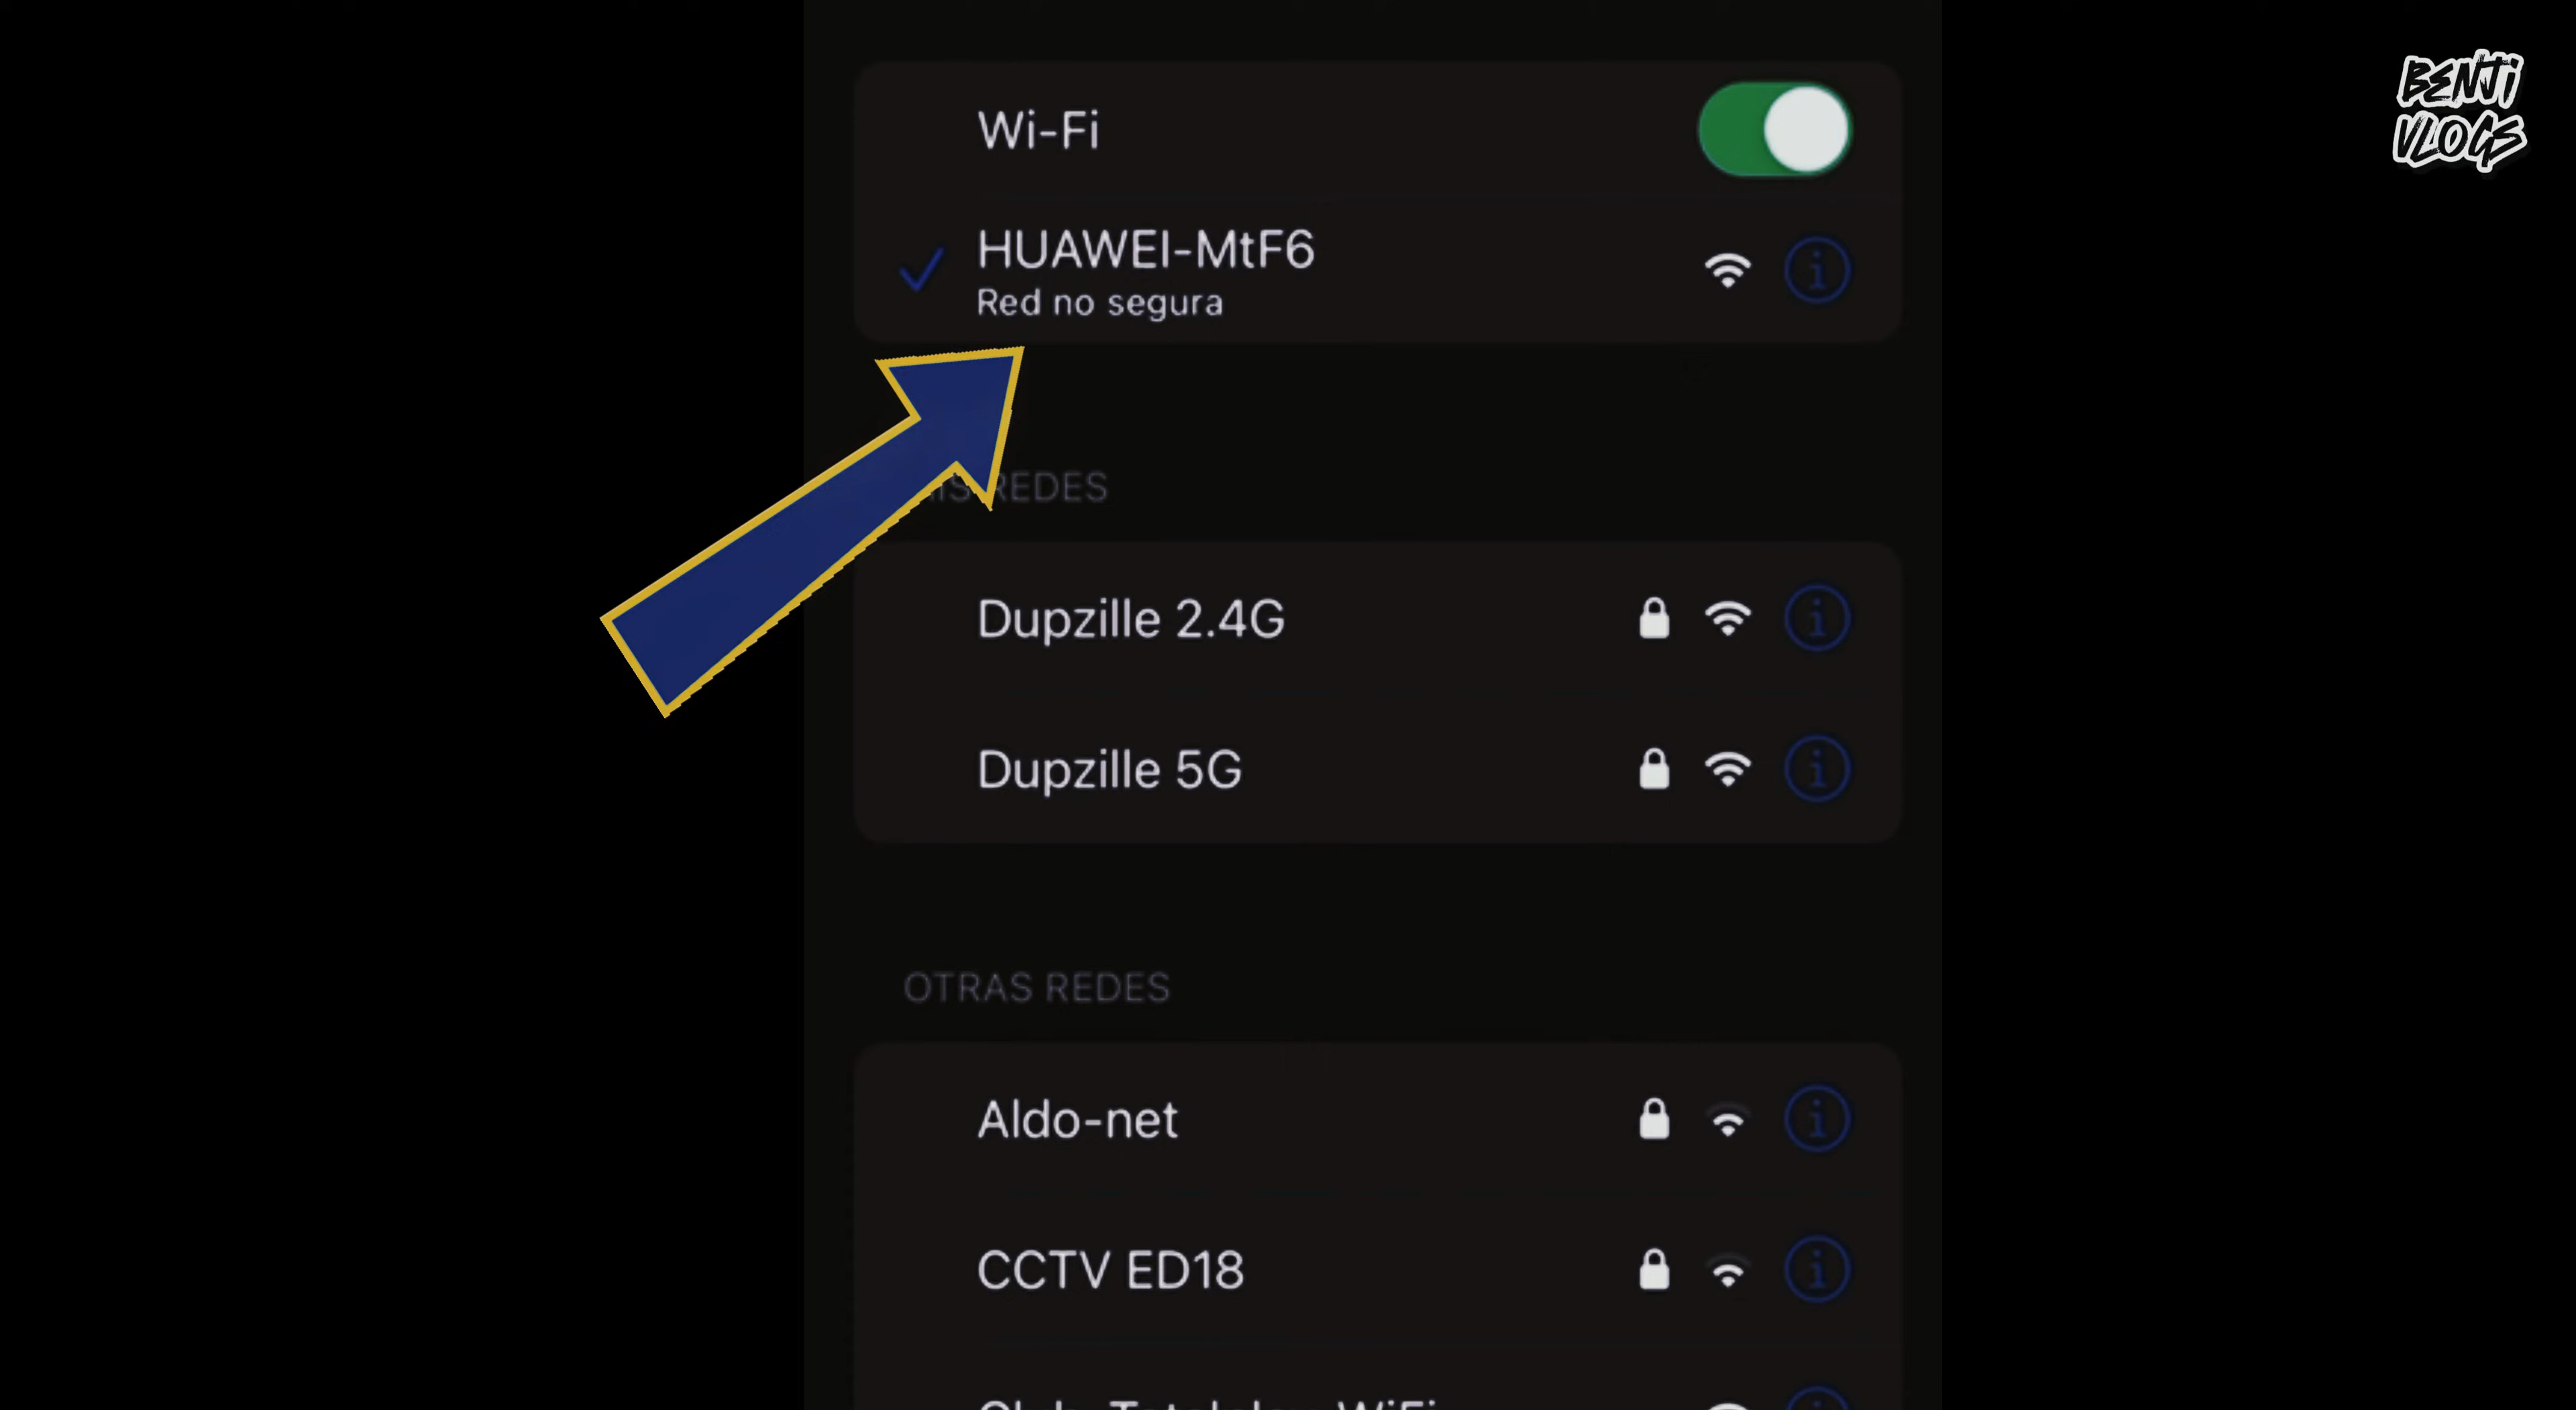 BENJI
VLOGS
Wi-Fi
HUAWEI-MtF6
Red no segura
REDES
Dupzille 2.4G
Dupzille 5G
OTRAS REDES
Aldo-net
CCTV ED18
WiFi